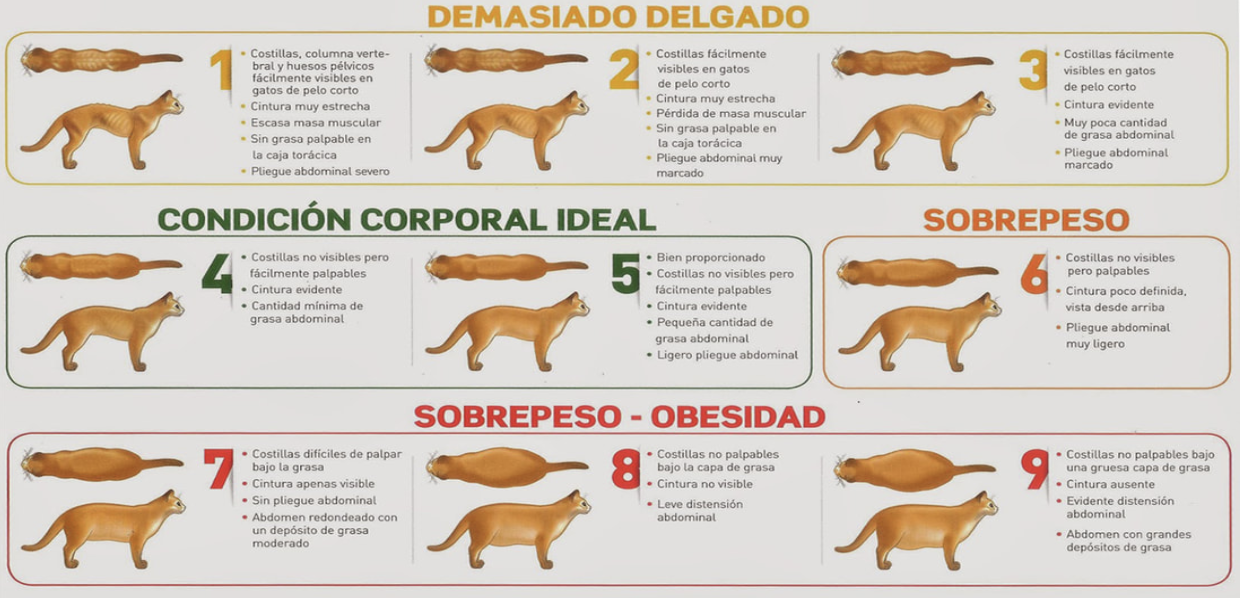 DEMASIADO DELGADO
1
• Costillas, columna verte-
bral y huesos pélvicos
fácilmente visibles en
gatos de pelo corto
• Cintura muy estrecha
• Escasa masa muscular
• Sin grasa palpable en
la caja torácica
• Pliegue abdominal severo
2
• Costillas fácilmente
visibles en gatos
de pelo corto
• Cintura muy estrecha
• Pérdida de masa muscular
• Sin grasa palpable en
la caja torácica
• Pliegue abdominal muy
marcado
3
• Costillas fácilmente
visibles en gatos
de pelo corto
• Cintura evidente
• Muy poca cantidad
de grasa abdominal
• Pliegue abdominal
marcado
CONDICIÓN CORPORAL IDEAL
4
• Costillas no visibles pero
fácilmente palpables
• Cintura evidente
• Cantidad mínima de
grasa abdominal
5
• Bien proporcionado
• Costillas no visibles pero
fácilmente palpables
• Cintura evidente
• Pequeña cantidad de
grasa abdominal
• Ligero pliegue abdominal
SOBREPESO
6
• Costillas no visibles
pero palpables
• Cintura poco definida,
vista desde arriba
• Pliegue abdominal
muy ligero
SOBREPESO - OBESIDAD
7
• Costillas difíciles de palpar
bajo la grasa
• Cintura apenas visible
• Sin pliegue abdominal
• Abdomen redondeado con
un depósito de grasa
moderado
8
• Costillas no palpables
bajo la capa de grasa
• Cintura no visible
• Leve distensión
abdominal
9
• Costillas no palpables bajo
una gruesa capa de grasa
• Cintura ausente
• Evidente distensión
abdominal
• Abdomen con grandes
depósitos de grasa